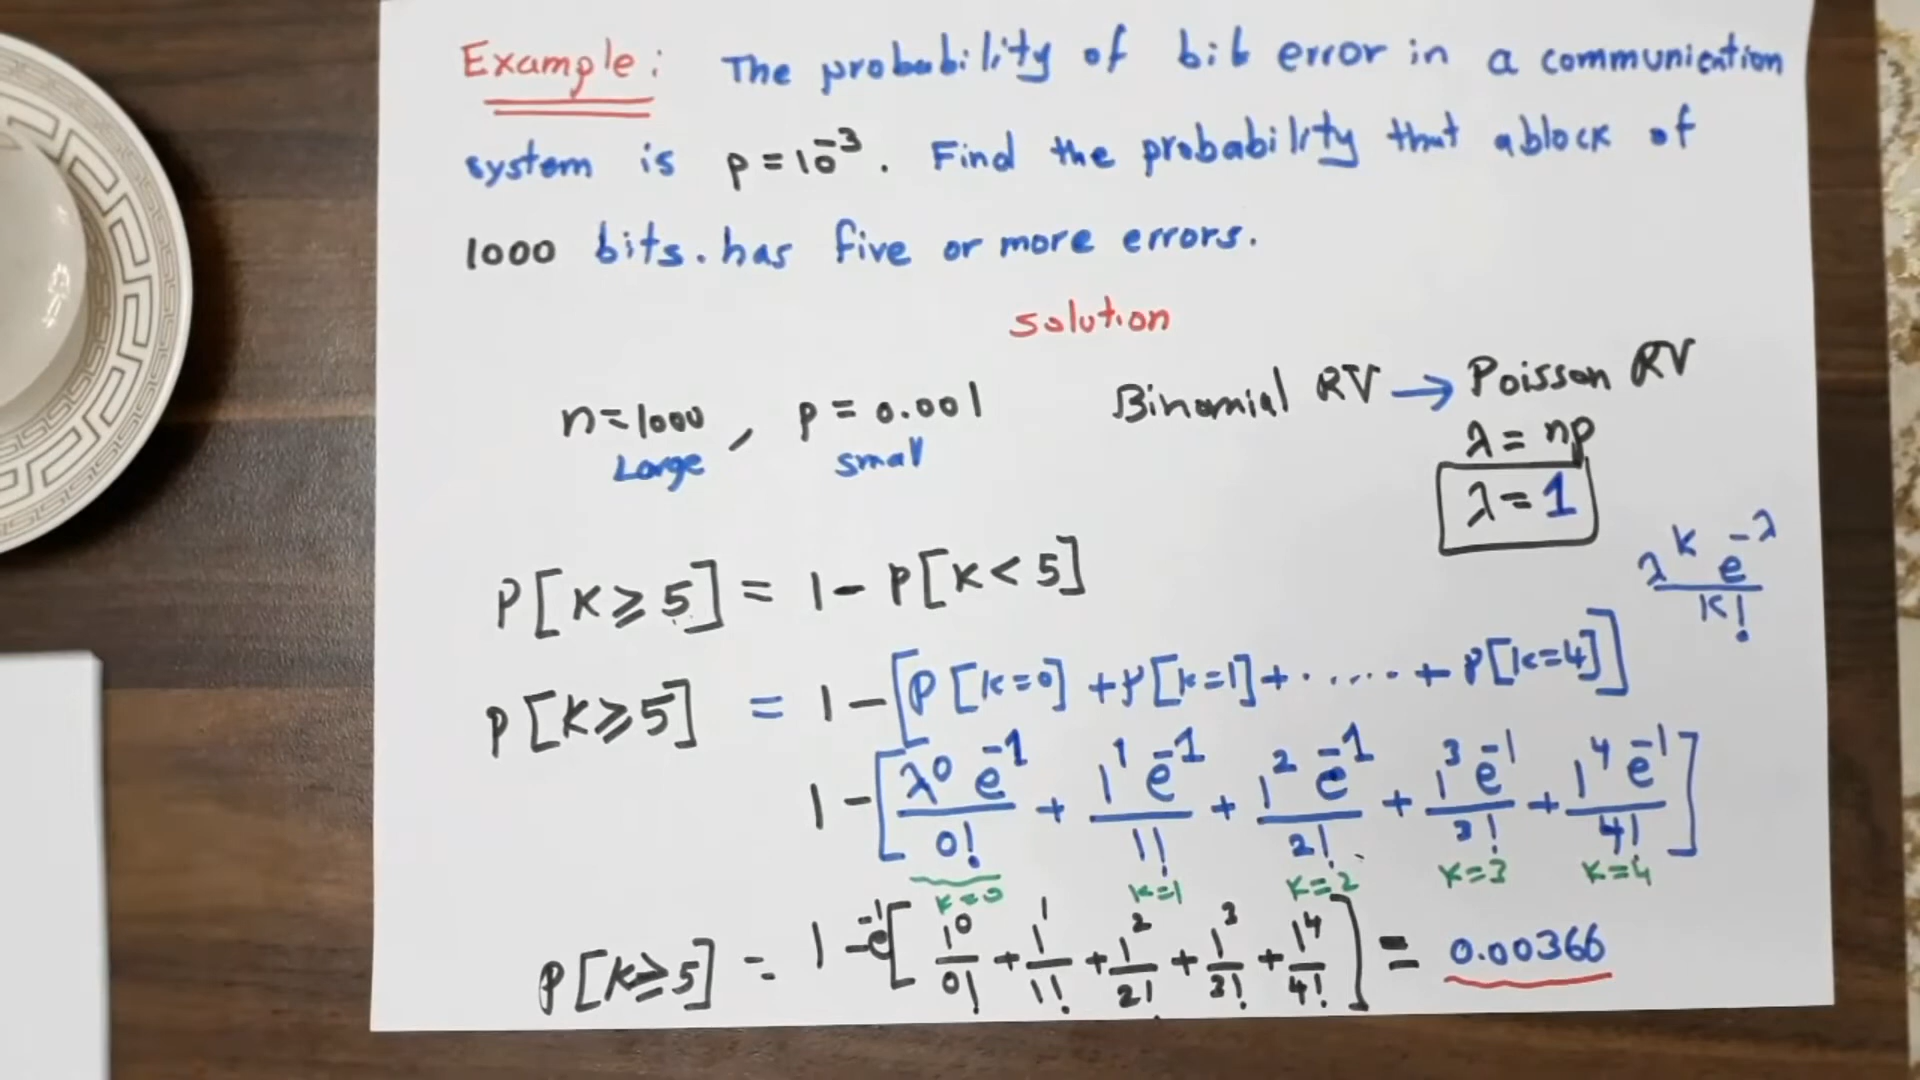 Example: The probability of bit error in a communication
system is p = 10⁻³. Find the probability that a block of
1000 bits. has five or more errors.
solution
n=1000, p = 0.001 Binomial RV → Poisson RV
Large small λ = np
λ = 1
λ^k e^-λ / k!
P[K ≥ 5] = 1 - P[K < 5]
P[K ≥ 5] = 1 - [P[k=0] + P[k=1] + ...... + P[k=4]]
1 - [λ⁰ e⁻¹ / 0! + 1¹ e⁻¹ / 1! + 1² e⁻¹ / 2! + 1³ e⁻¹ / 3! + 1⁴ e⁻¹ / 4!]
K=0 K=1 K=2 K=3 K=4
P[K ≥ 5] = 1 - e⁻¹ [1⁰/0! + 1¹/1! + 1²/2! + 1³/3! + 1⁴/4!] = 0.00366